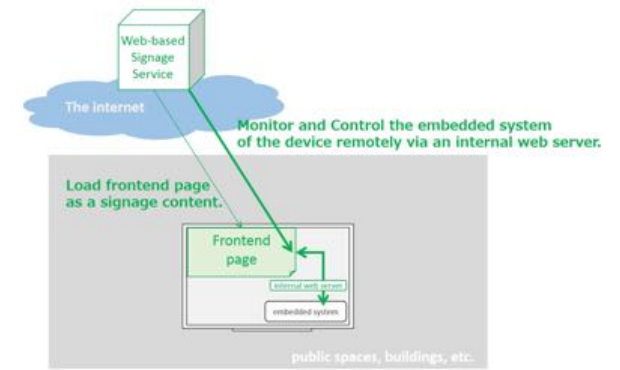 Web-based
Signage
Service
The Internet
Monitor and Control the embedded system
of the device remotely via an internal web server.
Load frontend page
as a signage content.
Frontend
page
internal web server
embedded system
public spaces, buildings, etc.